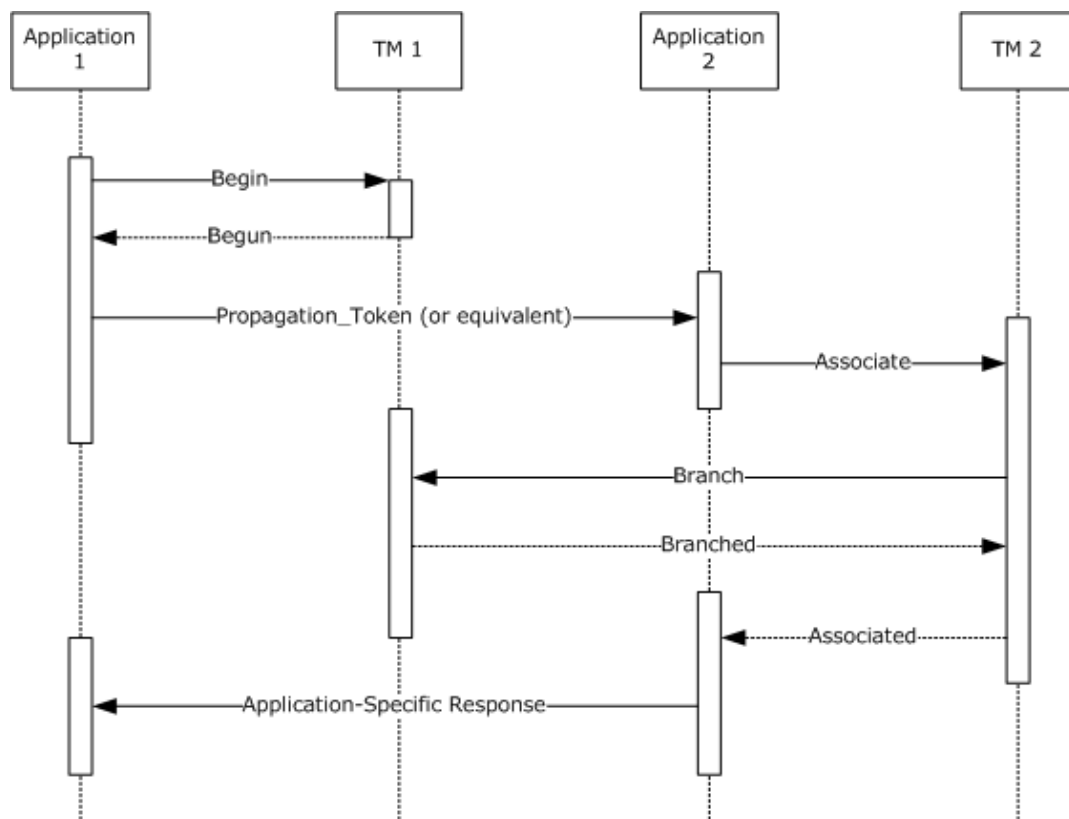 Application
1
TM 1
Application
2
TM 2
Begin
Begun
Propagation_Token (or equivalent)
Associate
Branch
Branched
Associated
Application-Specific Response